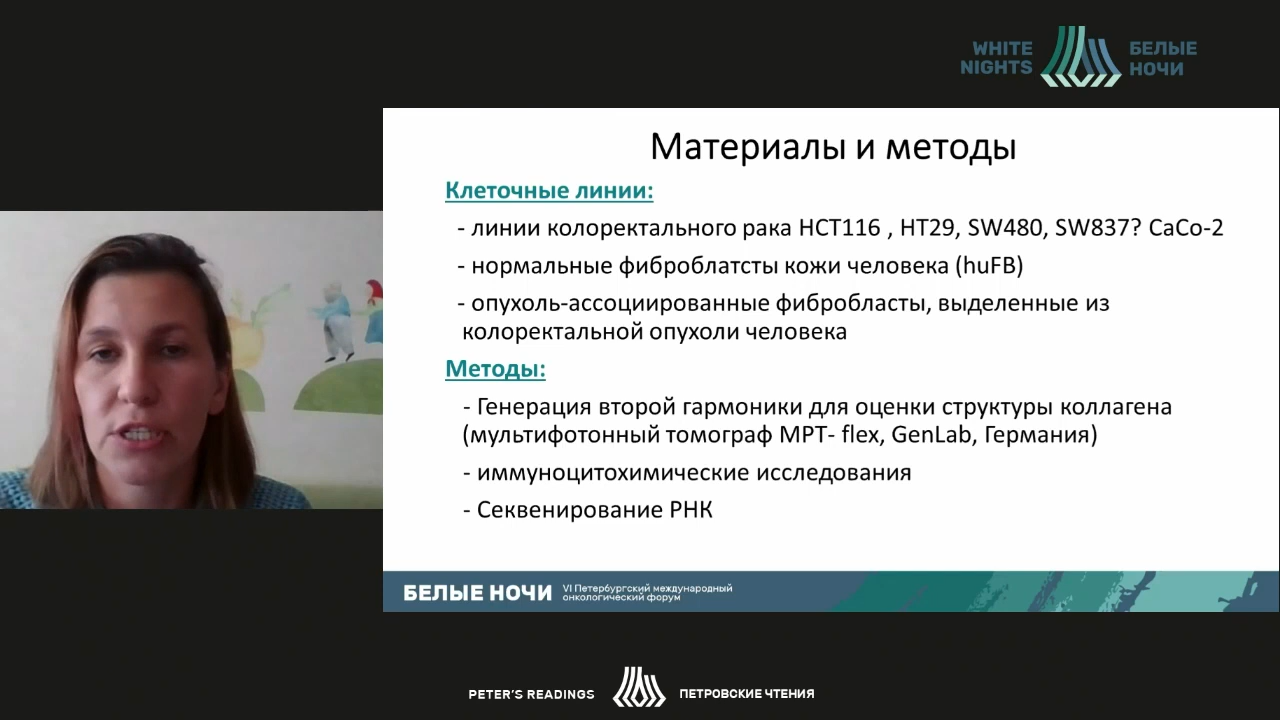 WHITE
NIGHTS
БЕЛЫЕ
НОЧИ
Материалы и методы
Клеточные линии:
- линии колоректального рака HCT116 , HT29, SW480, SW837? CaCo-2
- нормальные фибробласты кожи человека (huFB)
- опухоль-ассоциированные фибробласты, выделенные из
колоректальной опухоли человека
Методы:
- Генерация второй гармоники для оценки структуры коллагена
(мультифотонный томограф MPT- flex, GenLab, Германия)
- иммуноцитохимические исследования
- Секвенирование РНК
БЕЛЫЕ НОЧИ
VI Петербургский международный
онкологический форум
PETER'S READINGS
ПЕТРОВСКИЕ ЧТЕНИЯ